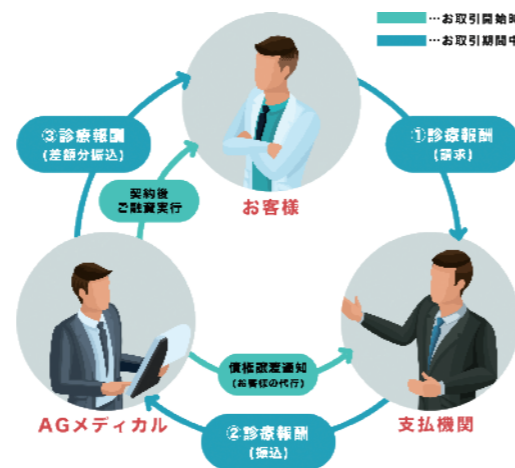 …お取引開始時
…お取引期間中
③診療報酬
(差額分振込)
①診療報酬
(請求)
契約後
ご融資実行
お客様
債権譲渡通知
(お客様の代行)
AGメディカル
支払機関
②診療報酬
(振込)